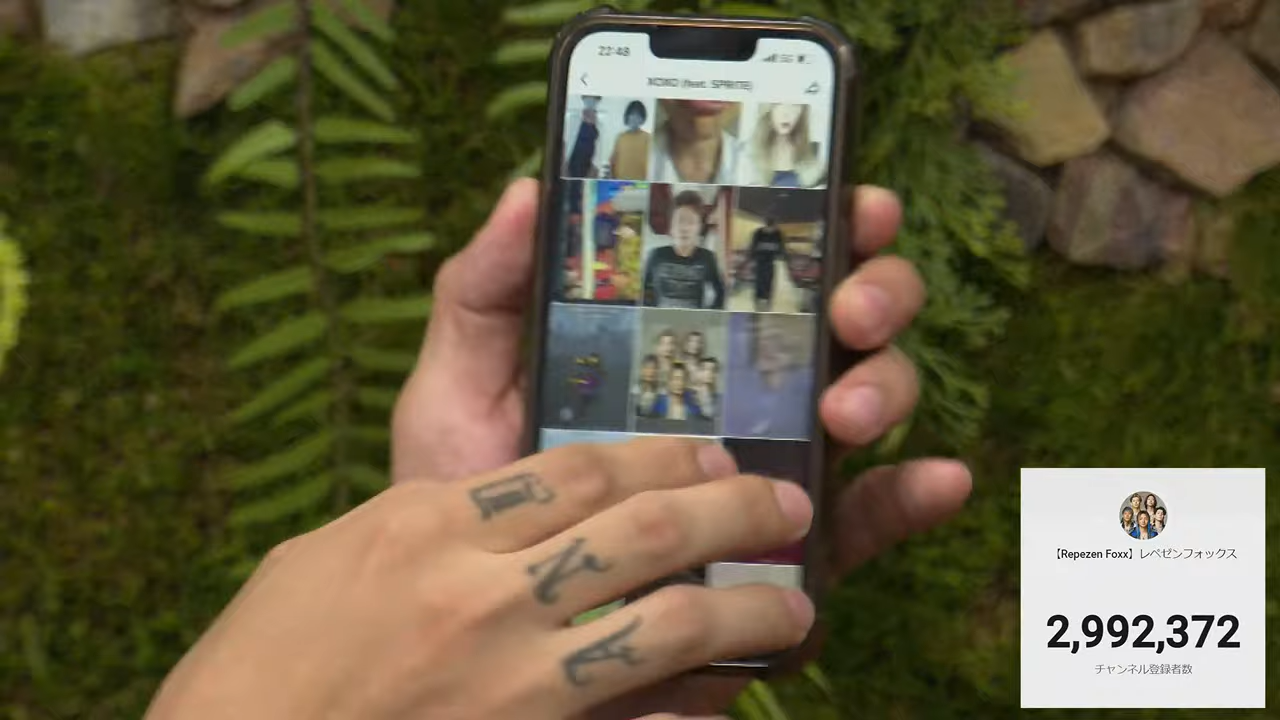 22:48
5G
XOXO (feat. SPRITE)
【Repezen Foxx】レペゼンフォックス
2,992,372
チャンネル登録者数